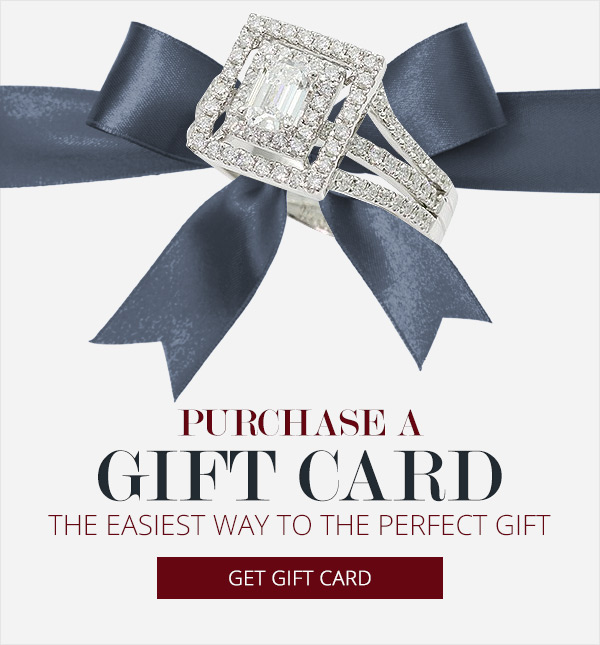 PURCHASE A
GIFT CARD
THE EASIEST WAY TO THE PERFECT GIFT
GET GIFT CARD